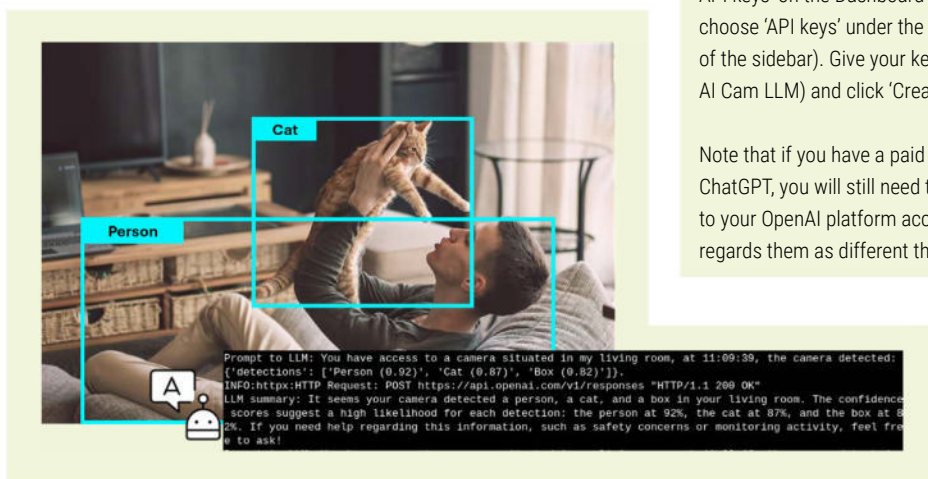 API keys' on the Dashboard
choose 'API keys' under the
of the sidebar). Give your ke
AI Cam LLM) and click 'Crea
Note that if you have a paid
ChatGPT, you will still need t
to your OpenAI platform acc
regards them as different th
Cat
Person
A
Prompt to LLM: You have access to a camera situated in my living room, at 11:09:39, the camera detected:
{'detections': ['Person (0.92)', 'Cat (0.87)', 'Box (0.82)']}.
INFO:httpx:HTTP Request: POST https://api.openai.com/v1/responses "HTTP/1.1 200 OK"
LLM summary: It seems your camera detected a person, a cat, and a box in your living room. The confidence
scores suggest a high likelihood for each detection: the person at 92%, the cat at 87%, and the box at 8
2%. If you need help regarding this information, such as safety concerns or monitoring activity, feel fre
e to ask!